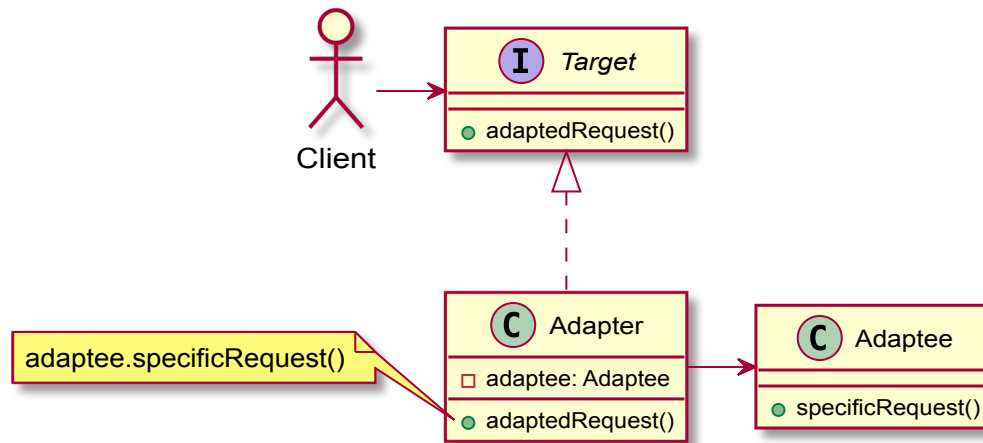 I Target
adaptedRequest()
Client
C Adapter
adaptee: Adaptee
adaptedRequest()
adaptee.specificRequest()
C Adaptee
specificRequest()